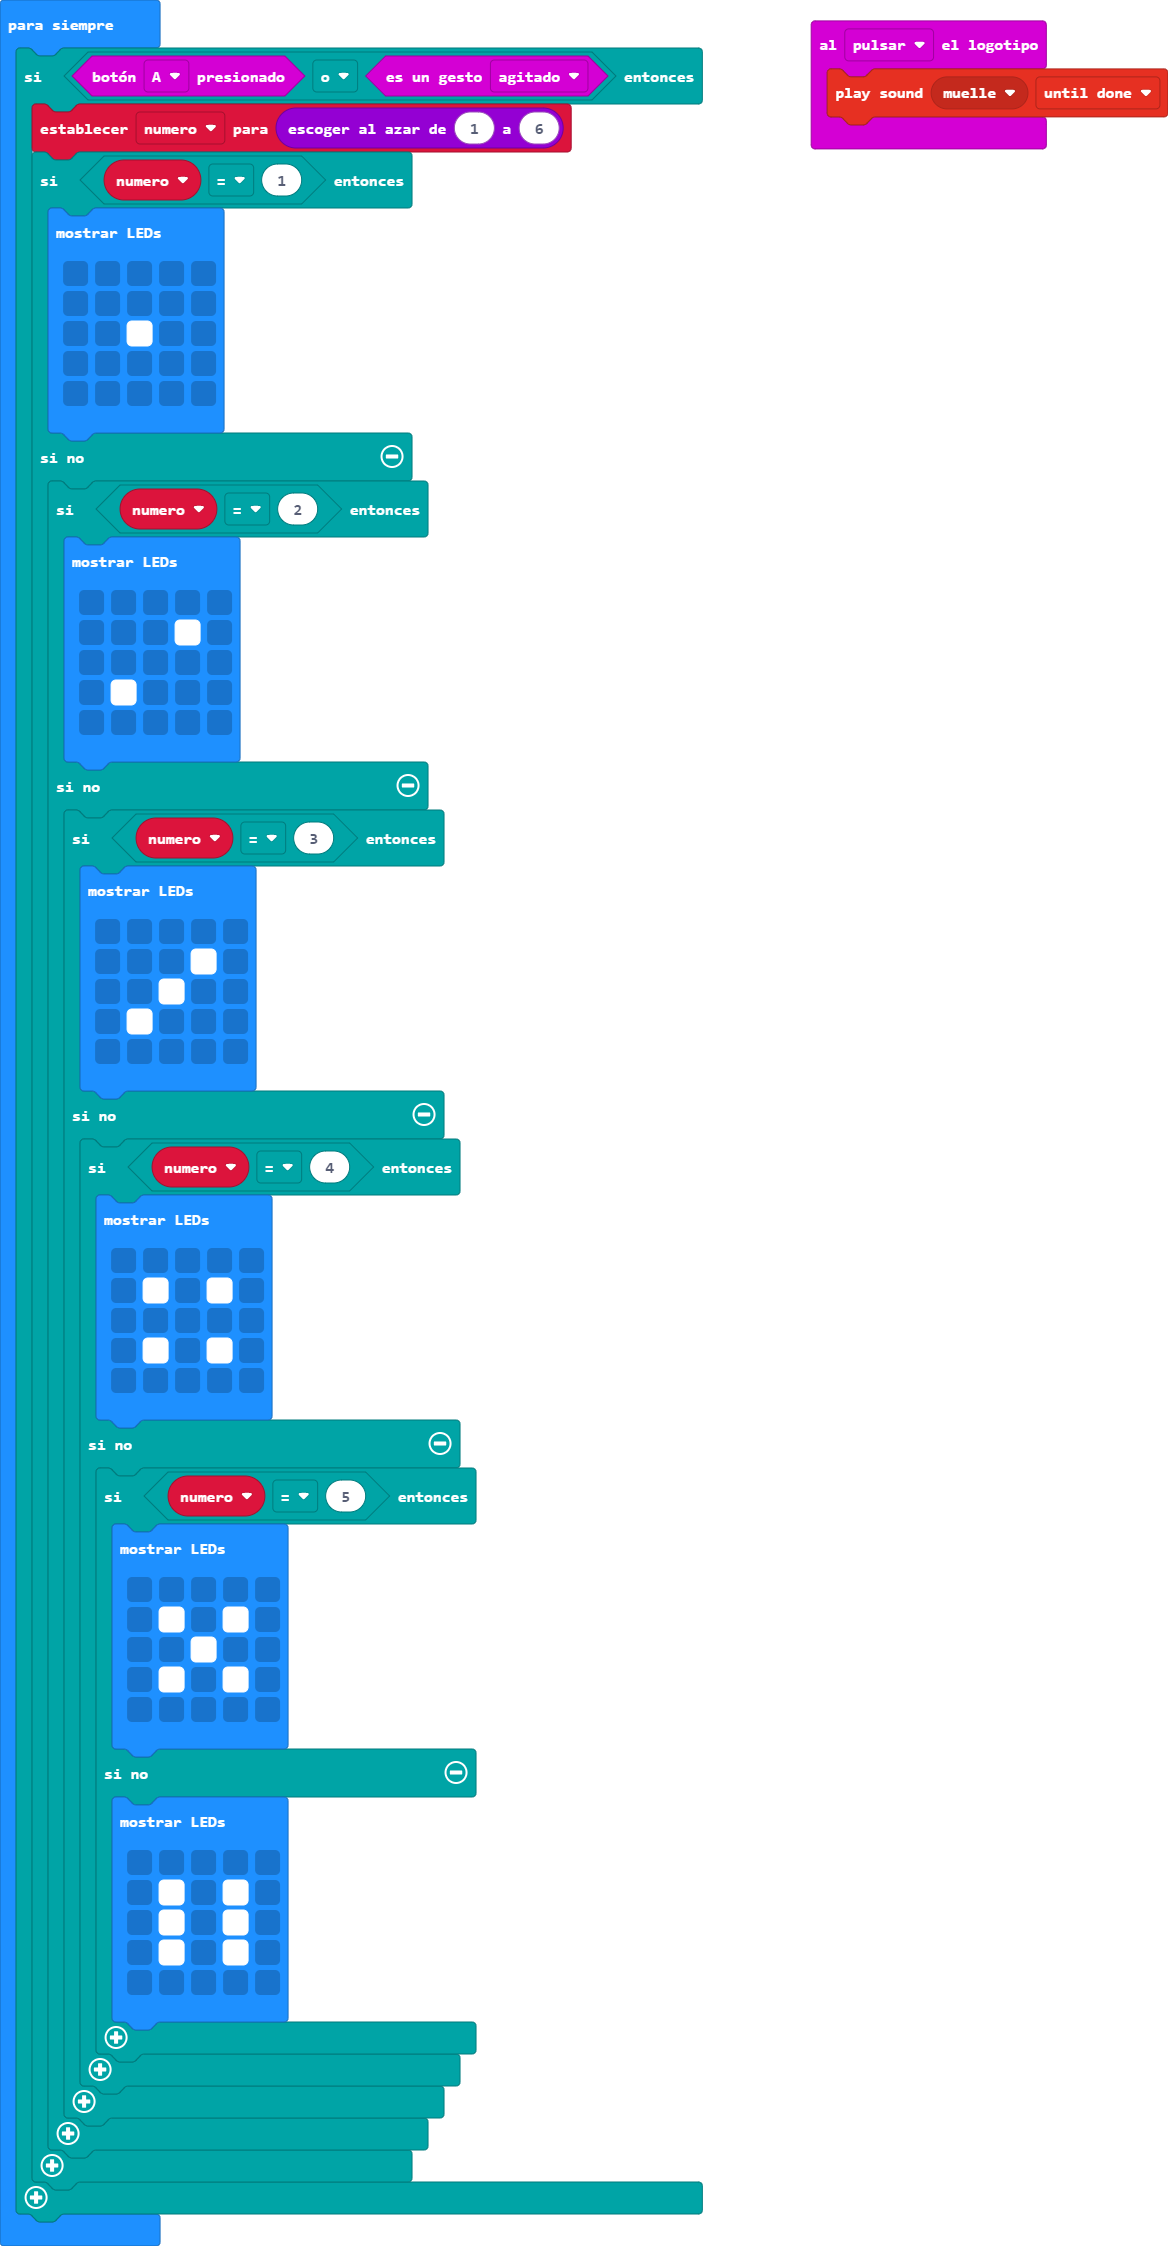 para siempre
si botón A presionado o es un gesto agitado entonces
establecer numero para escoger al azar de 1 a 6
si numero = 1 entonces
mostrar LEDs
si no
si numero = 2 entonces
mostrar LEDs
si no
si numero = 3 entonces
mostrar LEDs
si no
si numero = 4 entonces
mostrar LEDs
si no
si numero = 5 entonces
mostrar LEDs
si no
mostrar LEDs
al pulsar el logotipo
play sound muelle until done